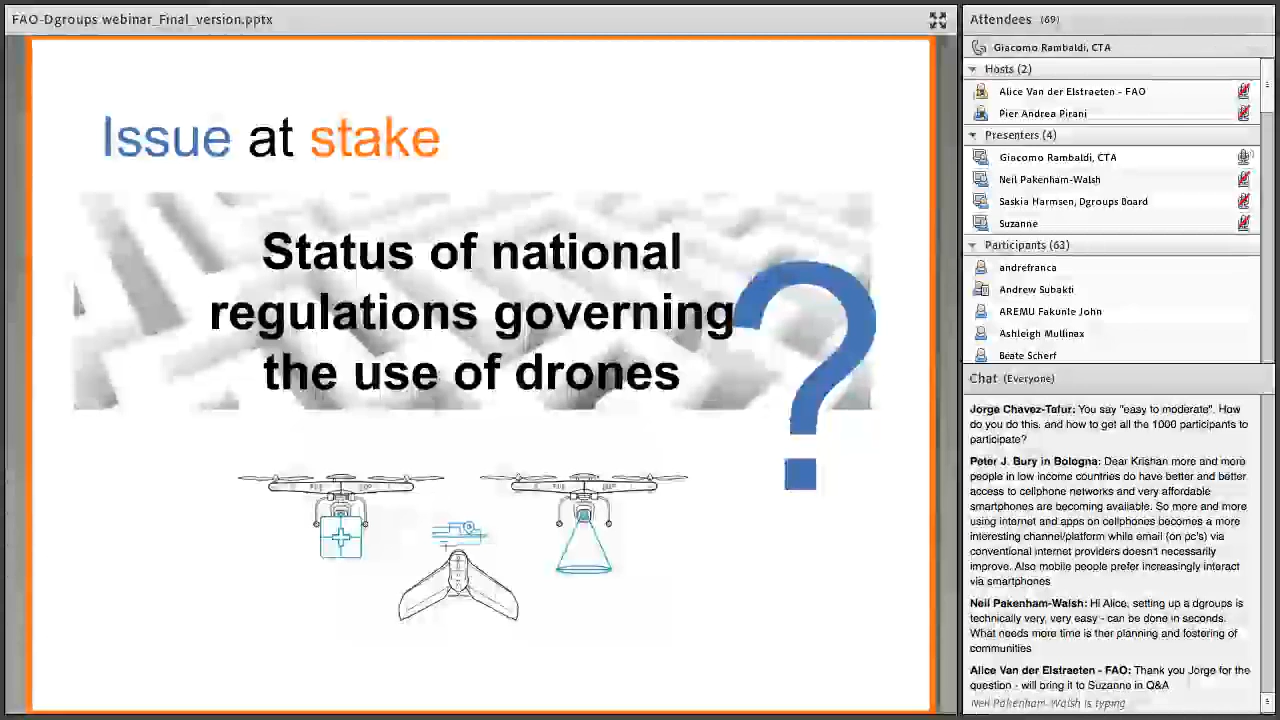 FAO-Dgroups webinar_Final_version.pptx
Issue at stake
Status of national
regulations governing
the use of drones
?
Attendees (69)
Giacomo Rambaldi, CTA
Hosts (2)
Alice Van der Elstraeten - FAO
Pier Andrea Pirani
Presenters (4)
Giacomo Rambaldi, CTA
Neil Pakenham-Walsh
Saskia Harmsen, Dgroups Board
Suzanne
Participants (63)
andrefranca
Andrew Subakti
AREMU Fakunle John
Ashleigh Mullinax
Beate Scherf
Chat (Everyone)
Jorge Chavez-Tafur: You say "easy to moderate". How
do you do this, and how to get all the 1000 participants to
participate?
Peter J. Bury in Bologna: Dear Krishan more and more
people in low income countries do have better and better
access to cellphone networks and very affordable
smartphones are becoming available. So more and more
using internet and apps on cellphones becomes a more
interesting channel/platform while email (on pc's) via
conventional internet providers doesn't necessarily
improve. Also mobile people prefer increasingly interact
via smartphones
Neil Pakenham-Walsh: Hi Alice, setting up a dgroups is
technically very, very easy - can be done in seconds.
What needs more time is ther planning and fostering of
communities
Alice Van der Elstraeten - FAO: Thank you Jorge for the
question - will bring it to Suzanne in Q&A
Neil Pakenham-Walsh is typing